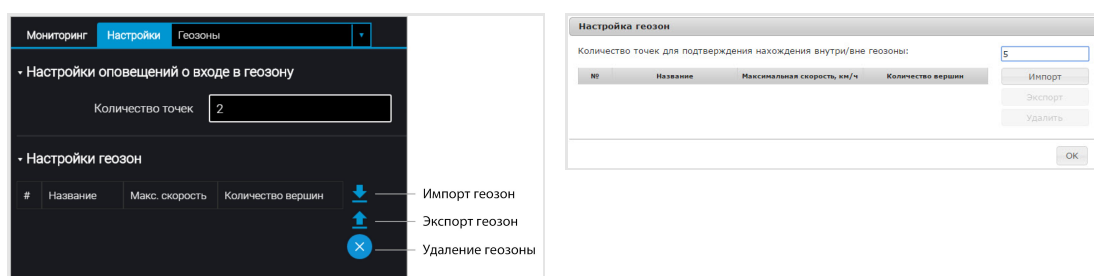 Мониторинг Настройки Геозоны
Настройки оповещений о входе в геозону
Количество точек 2
Настройки геозон
# Название Макс. скорость Количество вершин
Импорт геозон
Экспорт геозон
Удаление геозоны
Настройка геозон
Количество точек для подтверждения нахождения внутри/вне геозоны: 5
№ Название Максимальная скорость, км/ч Количество вершин
Импорт
Экспорт
Удалить
OK